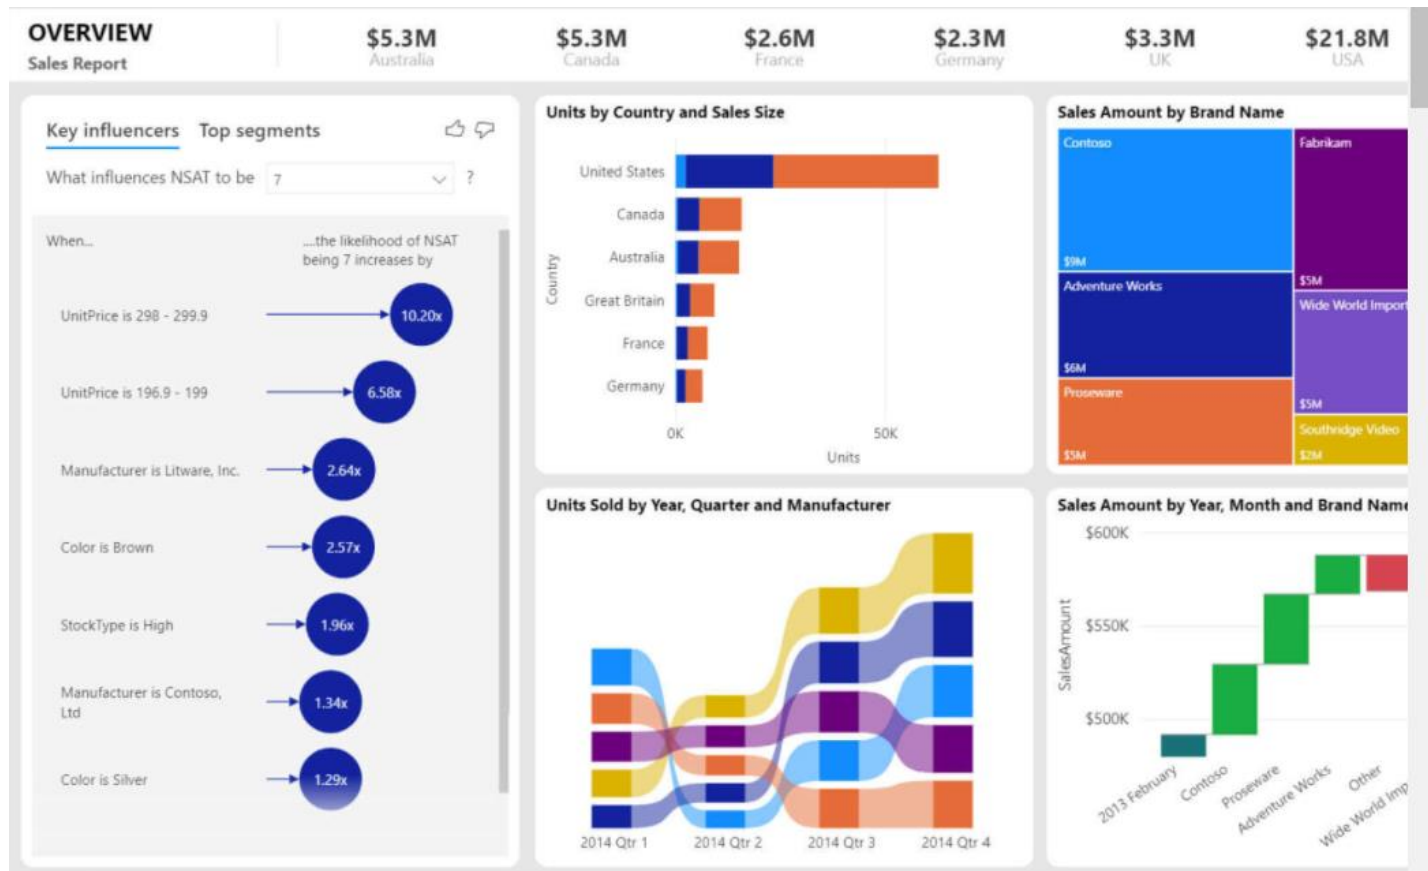 OVERVIEW
Sales Report
$5.3M
Australia
$5.3M
Canada
$2.6M
France
$2.3M
Germany
$3.3M
UK
$21.8M
USA
Key influencers Top segments
What influences NSAT to be 7 ?
When...
....the likelihood of NSAT
being 7 increases by
UnitPrice is 298 - 299.9
10.20x
UnitPrice is 196.9 - 199
6.58x
Manufacturer is Litware, Inc.
2.64x
Color is Brown
2.57x
StockType is High
1.96x
Manufacturer is Contoso,
Ltd
1.34x
Color is Silver
1.29x
Units by Country and Sales Size
Country
United States
Canada
Australia
Great Britain
France
Germany
0K 50K
Units
Sales Amount by Brand Name
Contoso
$9M
Adventure Works
$6M
Proseware
$5M
Fabrikam
$5M
Wide World Import
$5M
Southridge Video
$2M
Units Sold by Year, Quarter and Manufacturer
2014 Qtr 1 2014 Qtr 2 2014 Qtr 3 2014 Qtr 4
Sales Amount by Year, Month and Brand Name
SalesAmount
$600K
$550K
$500K
2013 February
Contoso
Proseware
Adventure Works
Other
Wide World Imp